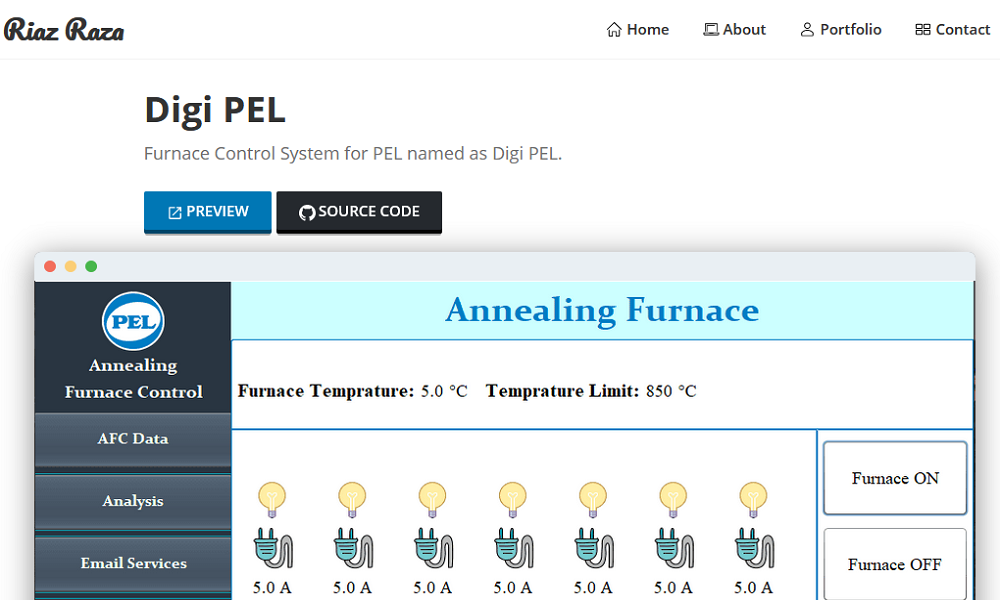 Riaz Raza
Home About Portfolio Contact
Digi PEL
Furnace Control System for PEL named as Digi PEL.
PREVIEW SOURCE CODE
PEL
Annealing
Furnace Control
AFC Data
Analysis
Email Services
Annealing Furnace
Furnace Temprature: 5.0 °C Temprature Limit: 850 °C
5.0 A 5.0 A 5.0 A 5.0 A 5.0 A 5.0 A 5.0 A
Furnace ON
Furnace OFF